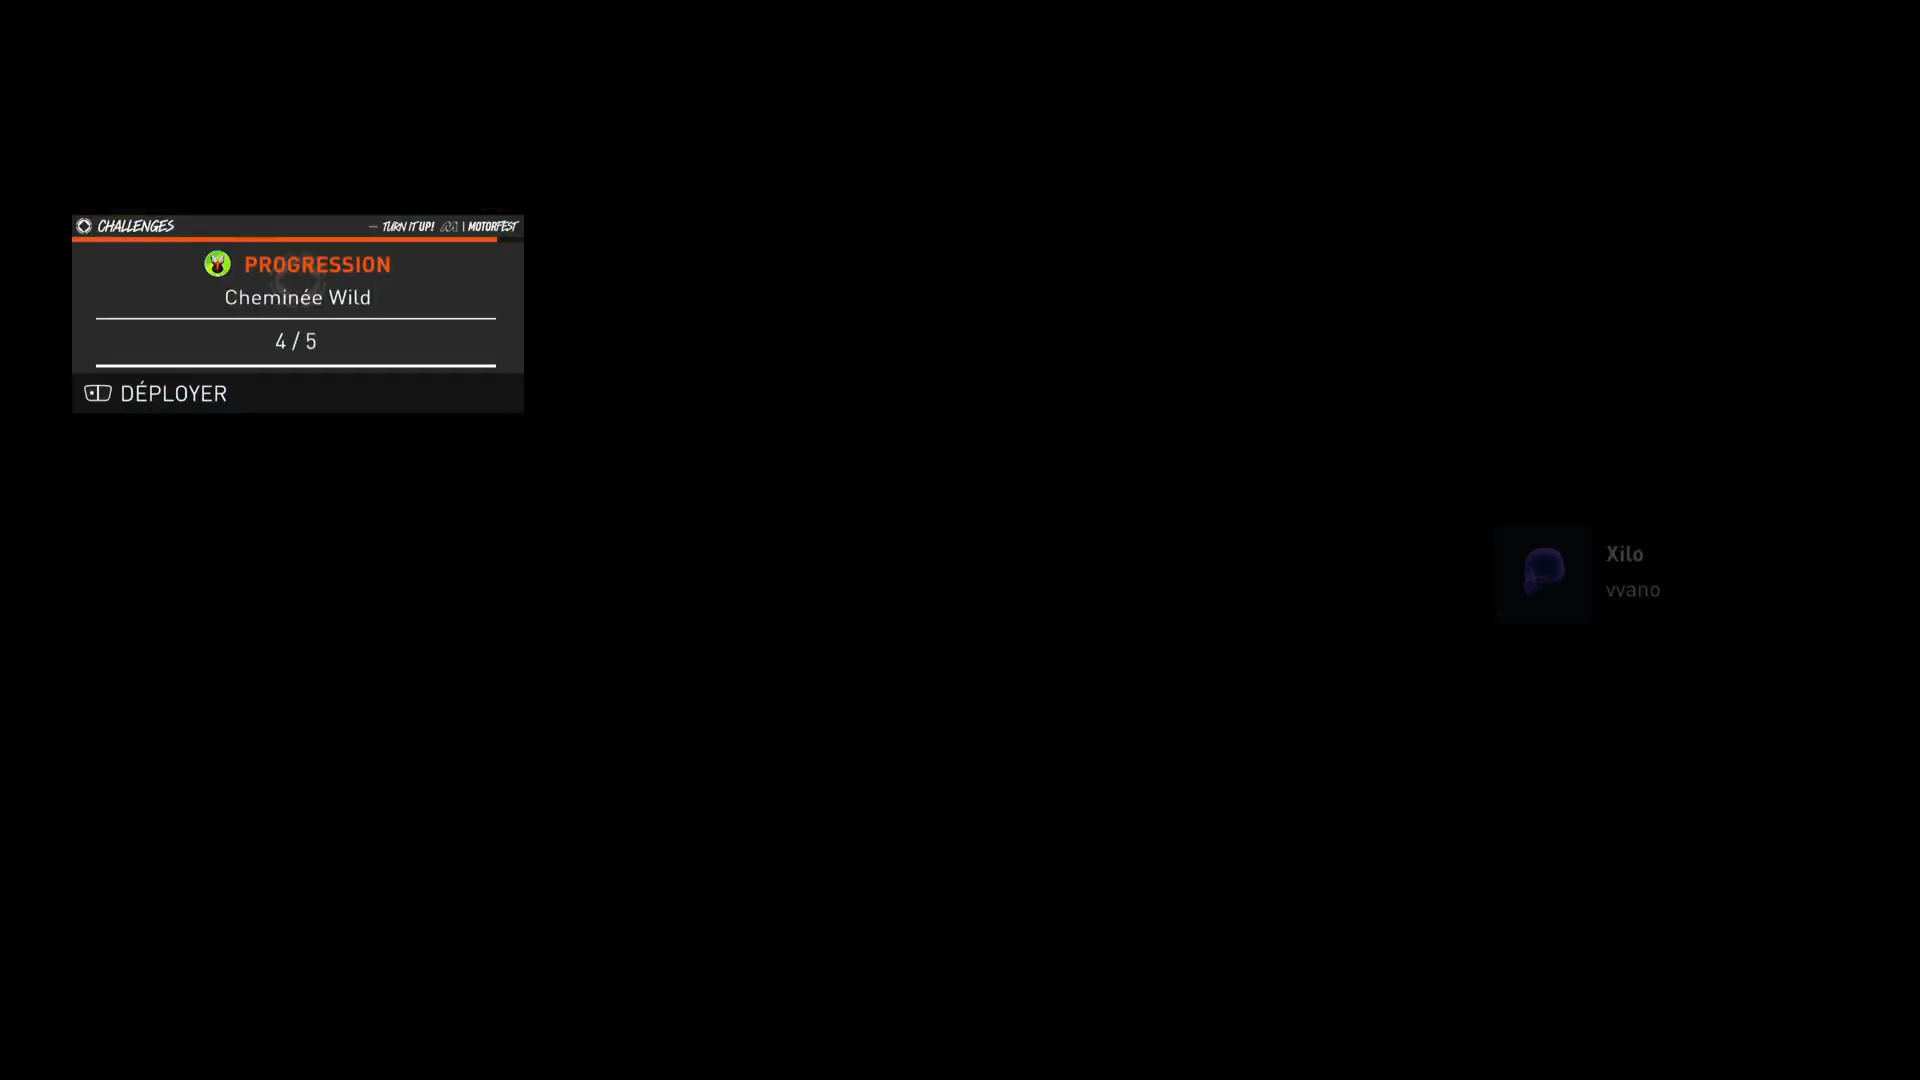 CHALLENGES
TURN IT UP! | MOTORFEST
PROGRESSION
Cheminée Wild
4 / 5
DÉPLOYER
Xilo
vvano